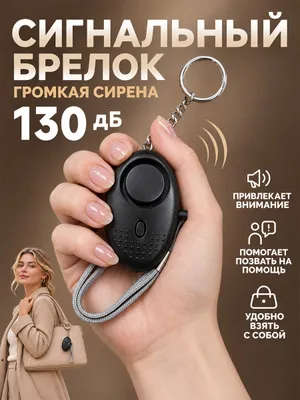 СИГНАЛЬНЫЙ
БРЕЛОК
ГРОМКАЯ СИРЕНА
130 дБ
ПРИВЛЕКАЕТ
ВНИМАНИЕ
ПОМОГАЕТ
ПОЗВАТЬ НА
ПОМОЩЬ
УДОБНО
ВЗЯТЬ
С СОБОЙ